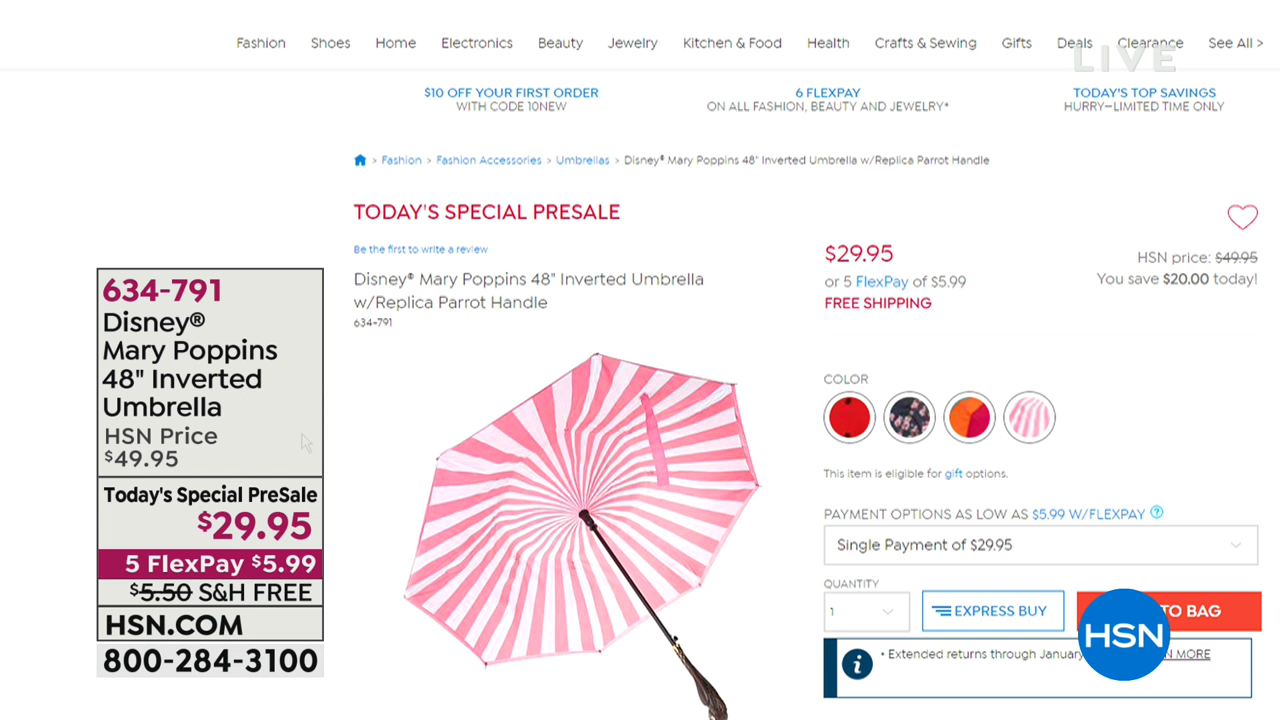 Fashion Shoes Home Electronics Beauty Jewelry Kitchen & Food Health Crafts & Sewing Gifts Deals Clearance See All >
LIVE
$10 OFF YOUR FIRST ORDER
WITH CODE 10NEW
6 FLEXPAY
ON ALL FASHION, BEAUTY AND JEWELRY*
TODAY'S TOP SAVINGS
HURRY–LIMITED TIME ONLY
> Fashion > Fashion Accessories > Umbrellas > Disney® Mary Poppins 48" Inverted Umbrella w/Replica Parrot Handle
TODAY'S SPECIAL PRESALE
Be the first to write a review
Disney® Mary Poppins 48" Inverted Umbrella
w/Replica Parrot Handle
634-791
$29.95
or 5 FlexPay of $5.99
FREE SHIPPING
HSN price: $49.95
You save $20.00 today!
COLOR
This item is eligible for gift options.
PAYMENT OPTIONS AS LOW AS $5.99 W/FLEXPAY ?
Single Payment of $29.95
QUANTITY
1
EXPRESS BUY
TO BAG
HSN
i
• Extended returns through January
N MORE
634-791
Disney®
Mary Poppins
48" Inverted
Umbrella
HSN Price
$49.95
Today's Special PreSale
$29.95
5 FlexPay $5.99
$5.50 S&H FREE
HSN.COM
800-284-3100